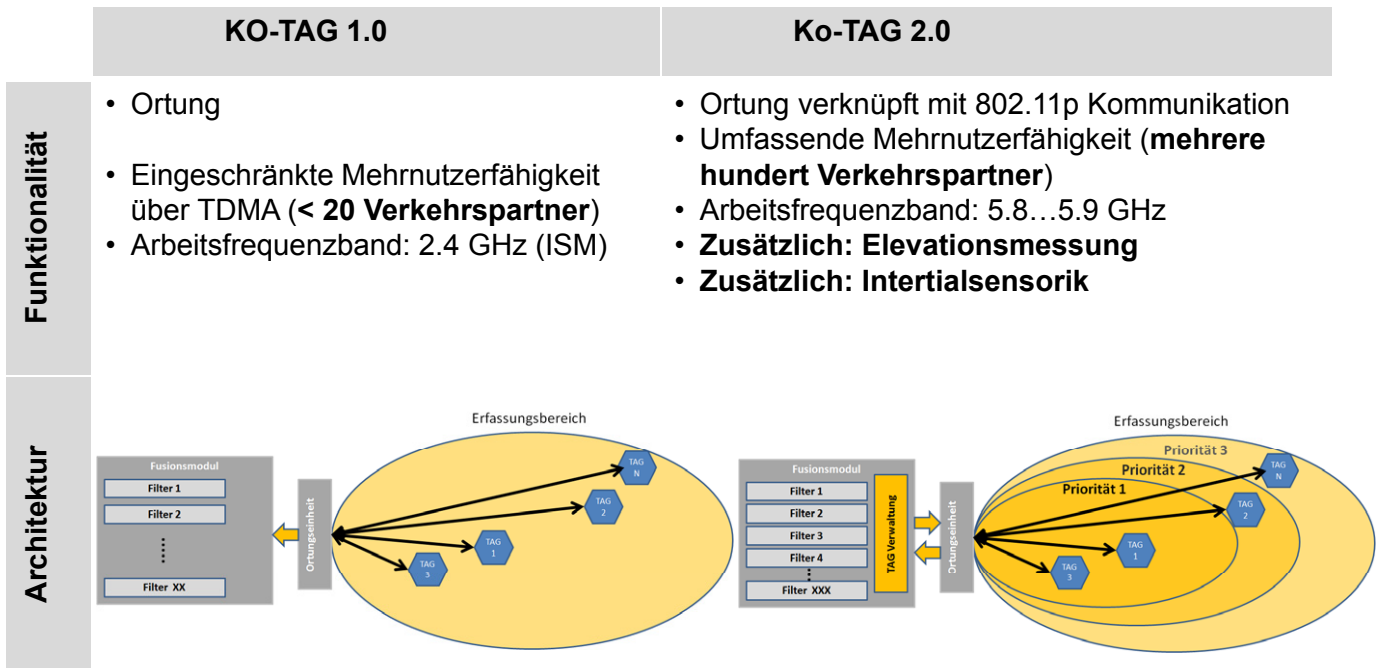 KO-TAG 1.0
Ko-TAG 2.0
Funktionalität
• Ortung
• Eingeschränkte Mehrnutzerfähigkeit
über TDMA (< 20 Verkehrspartner)
• Arbeitsfrequenzband: 2.4 GHz (ISM)
• Ortung verknüpft mit 802.11p Kommunikation
• Umfassende Mehrnutzerfähigkeit (mehrere
hundert Verkehrspartner)
• Arbeitsfrequenzband: 5.8…5.9 GHz
• Zusätzlich: Elevationsmessung
• Zusätzlich: Intertialsensorik
Architektur
Fusionsmodul
Filter 1
Filter 2
Filter XX
Ortungseinheit
Erfassungsbereich
TAG
N
TAG
2
TAG
1
TAG
3
Fusionsmodul
Filter 1
Filter 2
Filter 3
Filter 4
Filter XXX
TAG Verwaltung
Ortungseinheit
Erfassungsbereich
Priorität 3
Priorität 2
Priorität 1
TAG
N
TAG
2
TAG
1
TAG
3